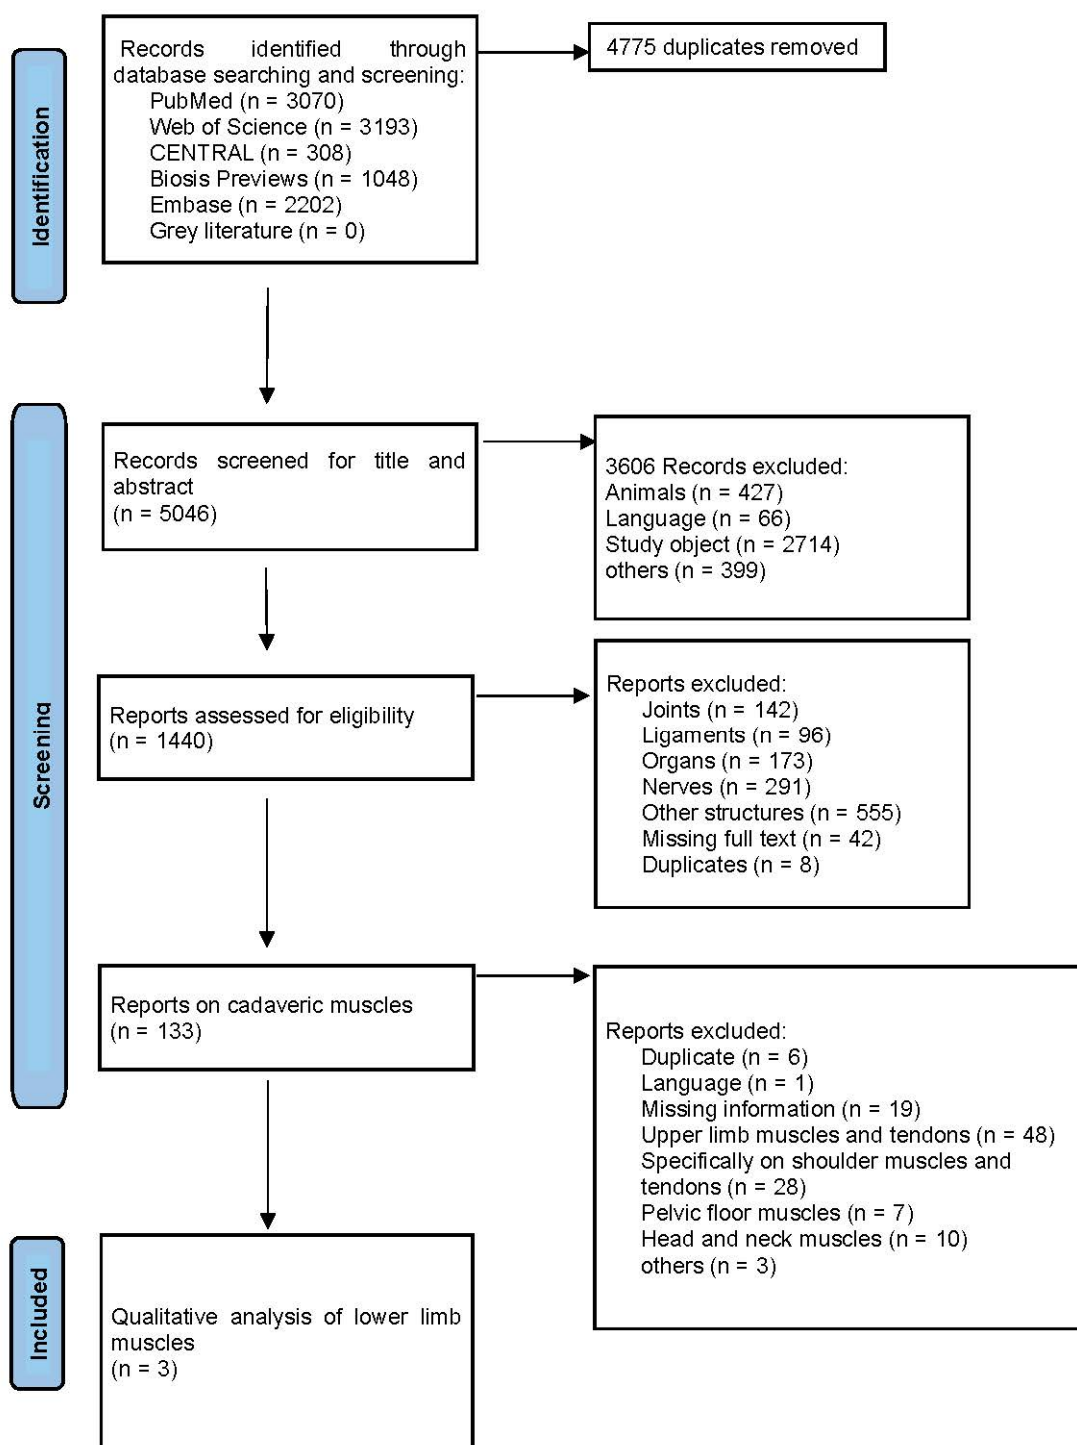 Identification
Records identified through
database searching and screening:
PubMed (n = 3070)
Web of Science (n = 3193)
CENTRAL (n = 308)
Biosis Previews (n = 1048)
Embase (n = 2202)
Grey literature (n = 0)
4775 duplicates removed
Screening
Records screened for title and
abstract
(n = 5046)
3606 Records excluded:
Animals (n = 427)
Language (n = 66)
Study object (n = 2714)
others (n = 399)
Reports assessed for eligibility
(n = 1440)
Reports excluded:
Joints (n = 142)
Ligaments (n = 96)
Organs (n = 173)
Nerves (n = 291)
Other structures (n = 555)
Missing full text (n = 42)
Duplicates (n = 8)
Reports on cadaveric muscles
(n = 133)
Reports excluded:
Duplicate (n = 6)
Language (n = 1)
Missing information (n = 19)
Upper limb muscles and tendons (n = 48)
Specifically on shoulder muscles and
tendons (n = 28)
Pelvic floor muscles (n = 7)
Head and neck muscles (n = 10)
others (n = 3)
Included
Qualitative analysis of lower limb
muscles
(n = 3)